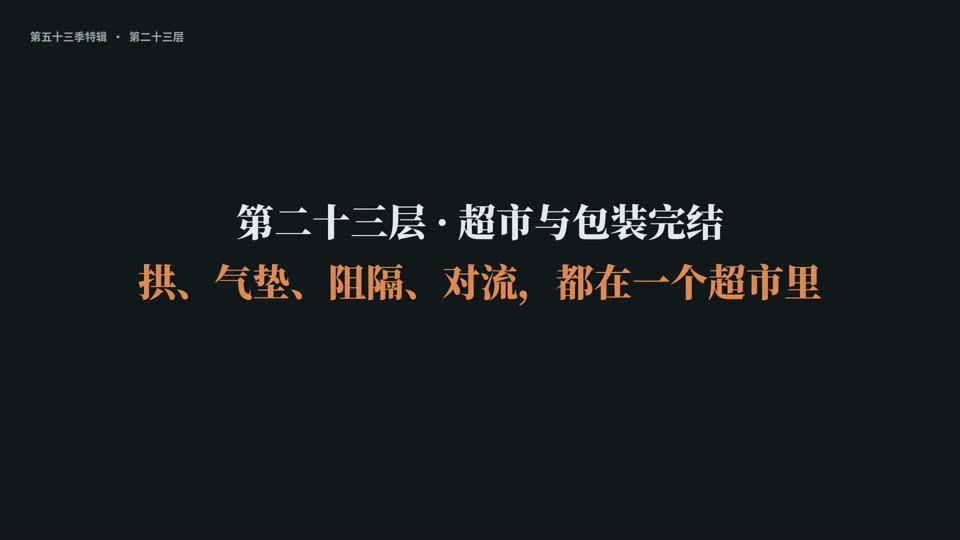 第五十三季特辑 · 第二十三层
第二十三层 · 超市与包装完结
拱、气垫、阻隔、对流，都在一个超市里